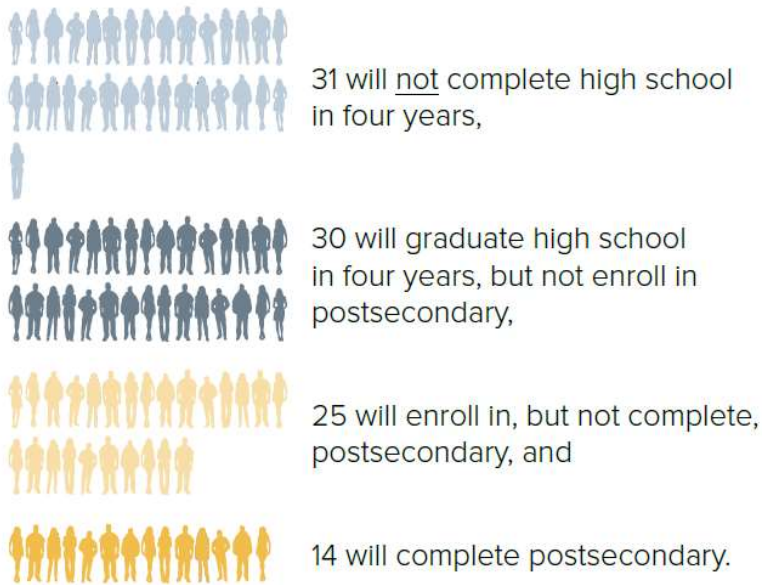 31 will not complete high school
in four years,
30 will graduate high school
in four years, but not enroll in
postsecondary,
25 will enroll in, but not complete,
postsecondary, and
14 will complete postsecondary.